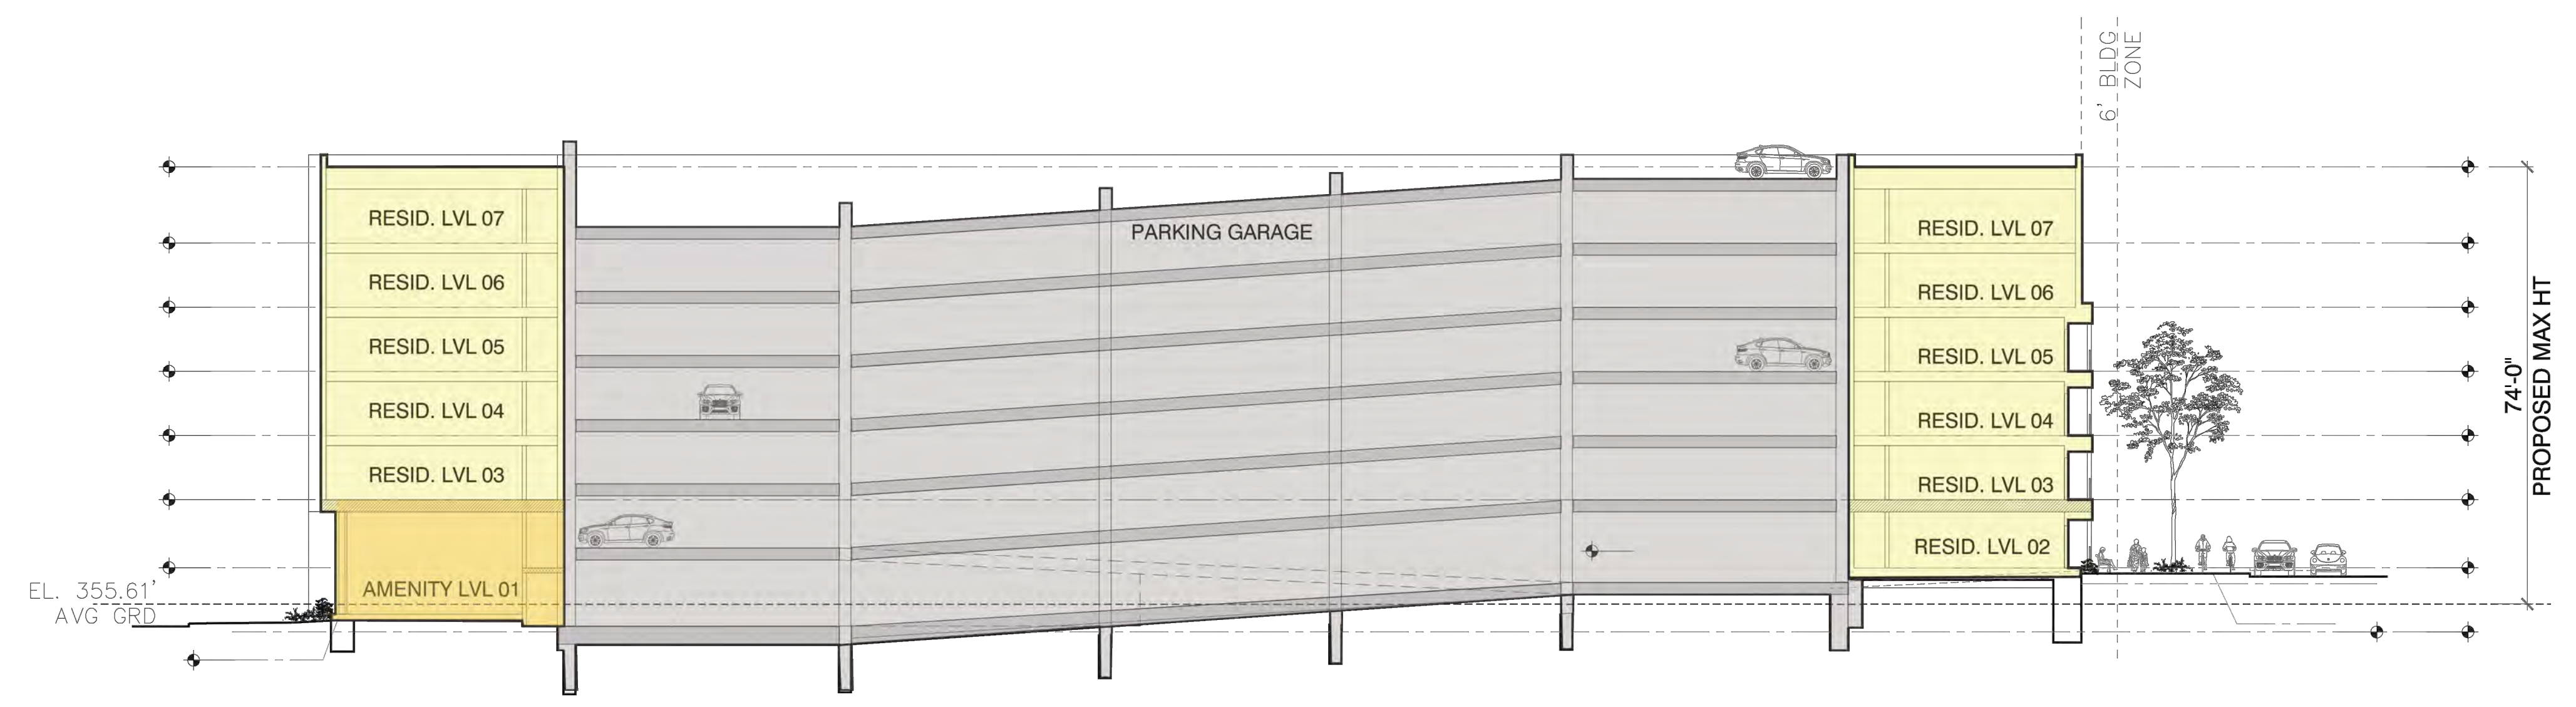 6' BLDG
ZONE
RESID. LVL 07
RESID. LVL 06
RESID. LVL 05
RESID. LVL 04
RESID. LVL 03
AMENITY LVL 01
EL. 355.61'
AVG GRD
PARKING GARAGE
RESID. LVL 07
RESID. LVL 06
RESID. LVL 05
RESID. LVL 04
RESID. LVL 03
RESID. LVL 02
74'-0"
PROPOSED MAX HT